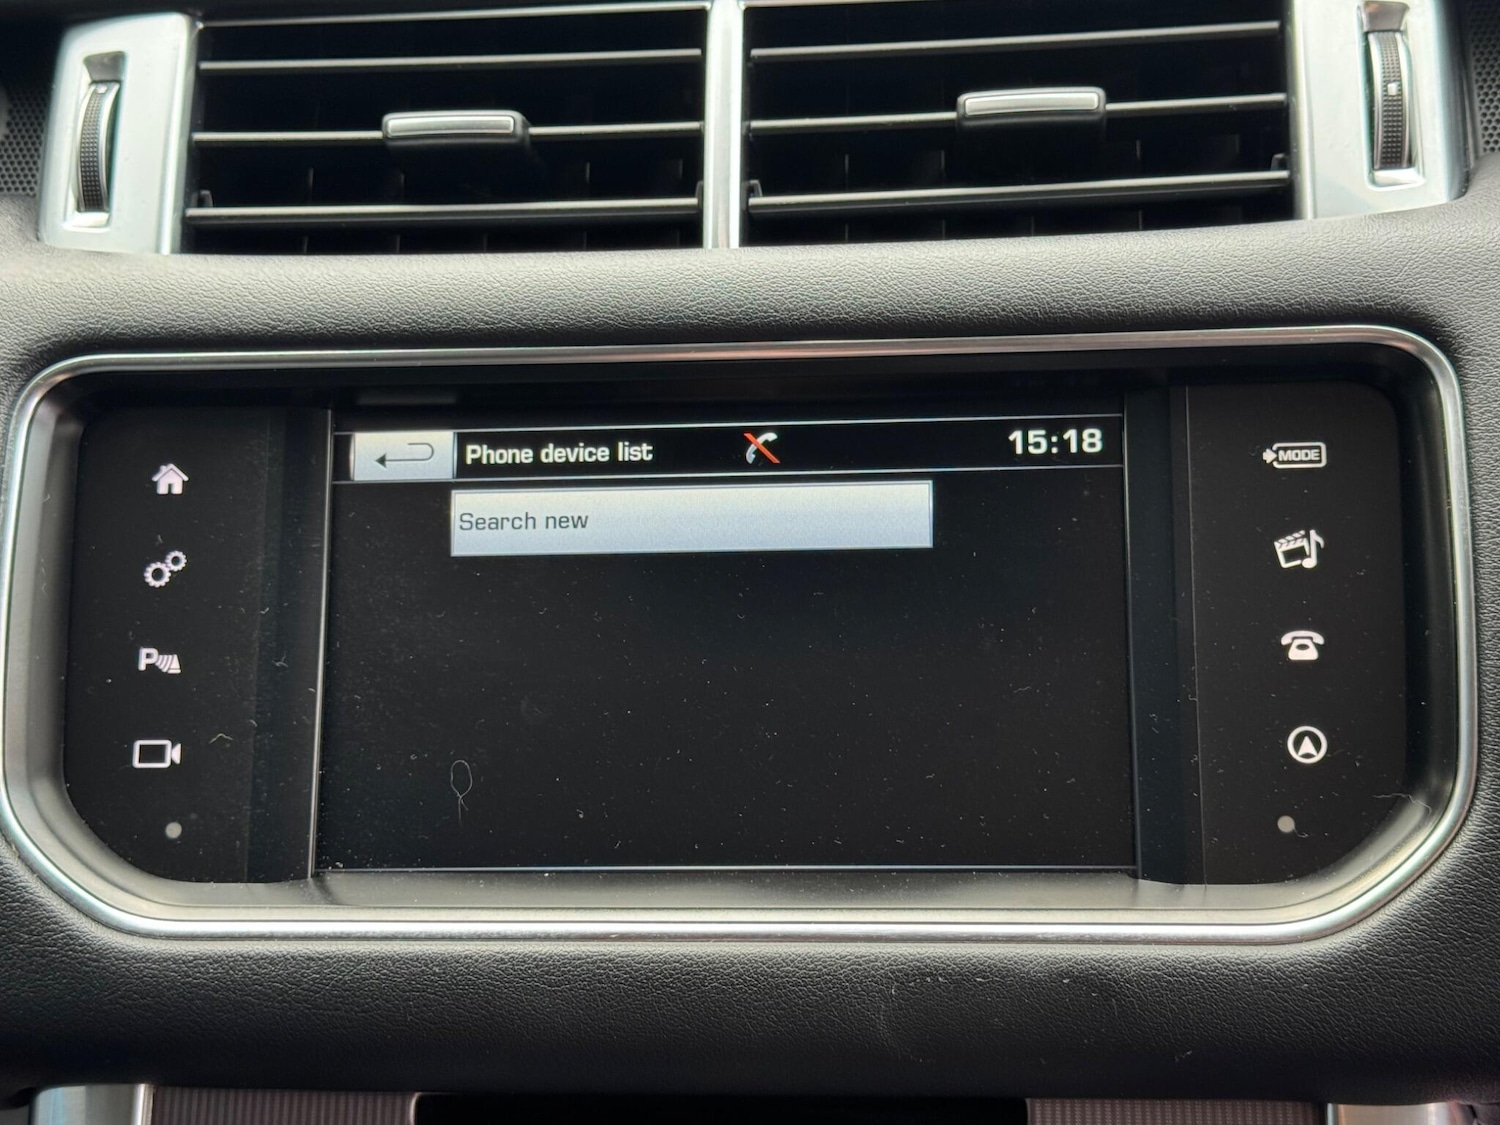 Phone device list
15:18
Search new
MODE
P